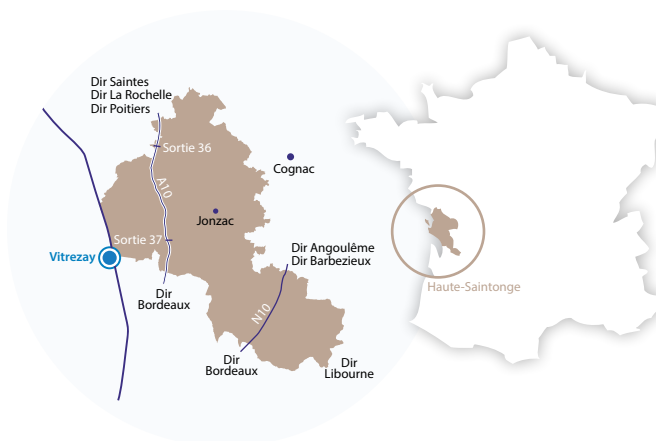 Dir Saintes
Dir La Rochelle
Dir Poitiers
Sortie 36
Cognac
A10
Jonzac
Sortie 37
Vitrezay
Dir Angoulême
Dir Barbezieux
Dir
Bordeaux
N10
Dir
Bordeaux
Dir
Libourne
Haute-Saintonge